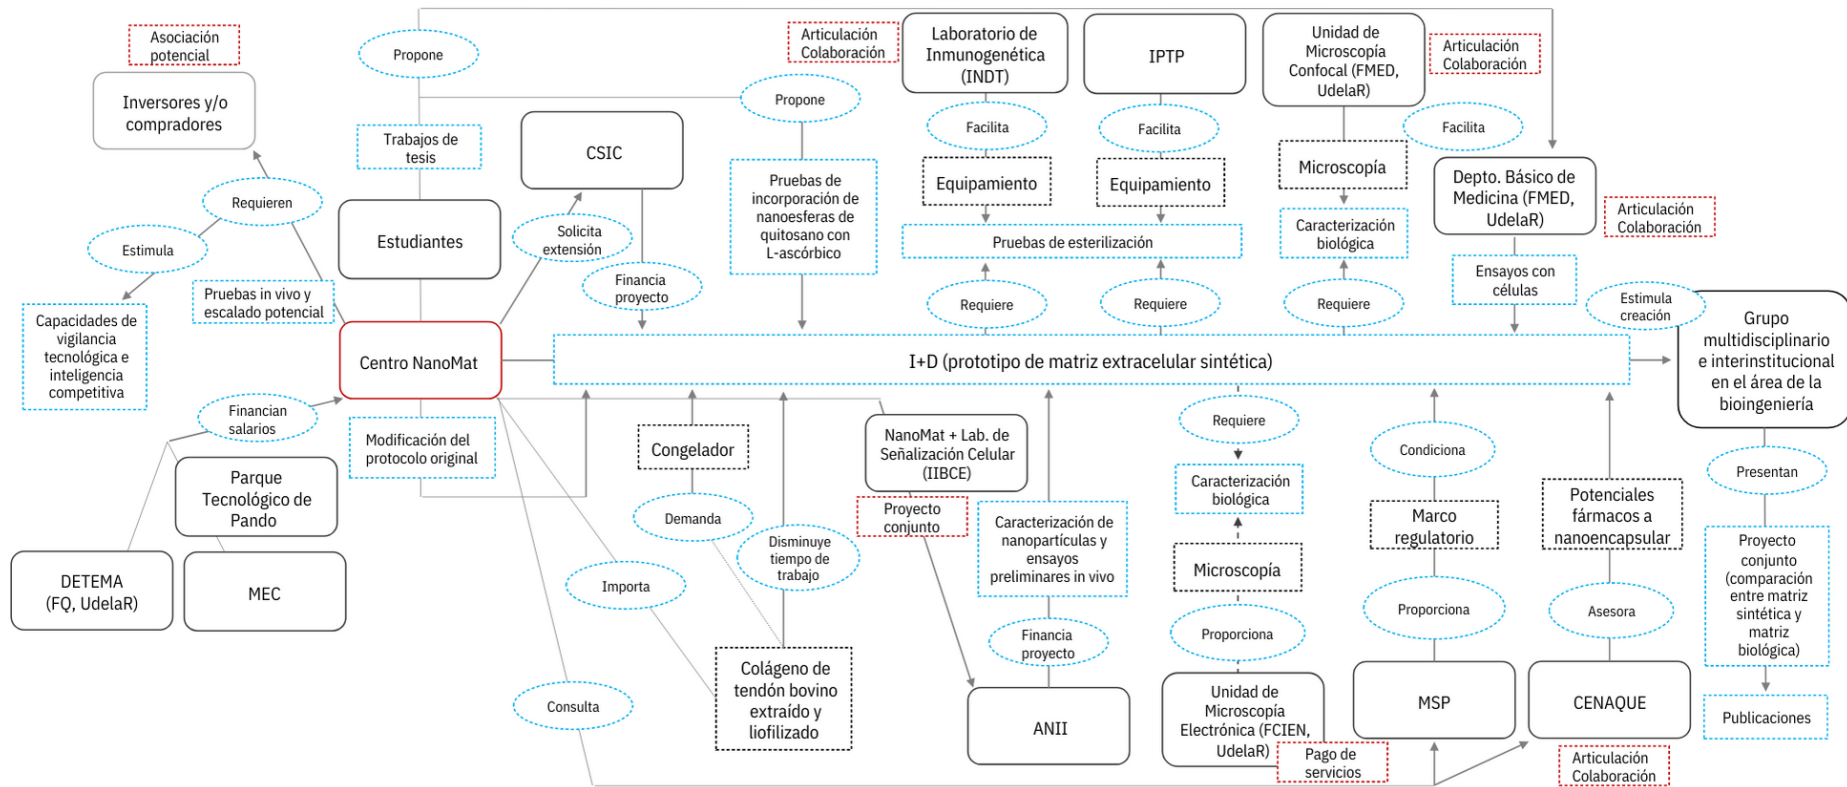 Asociación
potencial
Inversores y/o
compradores
Propone
Articulación
Colaboración
Laboratorio de
Inmunogenética
(INDT)
IPTP
Unidad de
Microscopía
Confocal (FMED,
UdelaR)
Articulación
Colaboración
Propone
Trabajos de
tesis
CSIC
Facilita
Facilita
Facilita
Requieren
Estudiantes
Solicita
extensión
Pruebas de
incorporación de
nanoesferas de
quitosano con
L-ascórbico
Equipamiento
Equipamiento
Microscopía
Depto. Básico de
Medicina (FMED,
UdelaR)
Articulación
Colaboración
Estimula
Pruebas de esterilización
Caracterización
biológica
Financia
proyecto
Ensayos con
células
Pruebas in vivo y
escalado potencial
Requiere
Requiere
Requiere
Estimula
creación
Capacidades de
vigilancia
tecnológica e
inteligencia
competitiva
Centro NanoMat
I+D (prototipo de matriz extracelular sintética)
Grupo
multidisciplinario
e interinstitucional
en el área de la
bioingeniería
Financian
salarios
Modificación del
protocolo original
Congelador
NanoMat + Lab. de
Señalización Celular
(IIBCE)
Requiere
Condiciona
Presentan
Parque
Tecnológico de
Pando
Demanda
Disminuye
tiempo de
trabajo
Proyecto
conjunto
Caracterización de
nanopartículas y
ensayos
preliminares in vivo
Caracterización
biológica
Marco
regulatorio
Potenciales
fármacos a
nanoencapsular
Proyecto
conjunto
(comparación
entre matriz
sintética y
matriz
biológica)
DETEMA
(FQ, UdelaR)
MEC
Importa
Microscopía
Financia
proyecto
Proporciona
Proporciona
Asesora
Consulta
Colágeno de
tendón bovino
extraído y
liofilizado
ANII
Unidad de
Microscopía
Electrónica (FCIEN,
UdelaR)
Pago de
servicios
MSP
CENAQUE
Publicaciones
Articulación
Colaboración